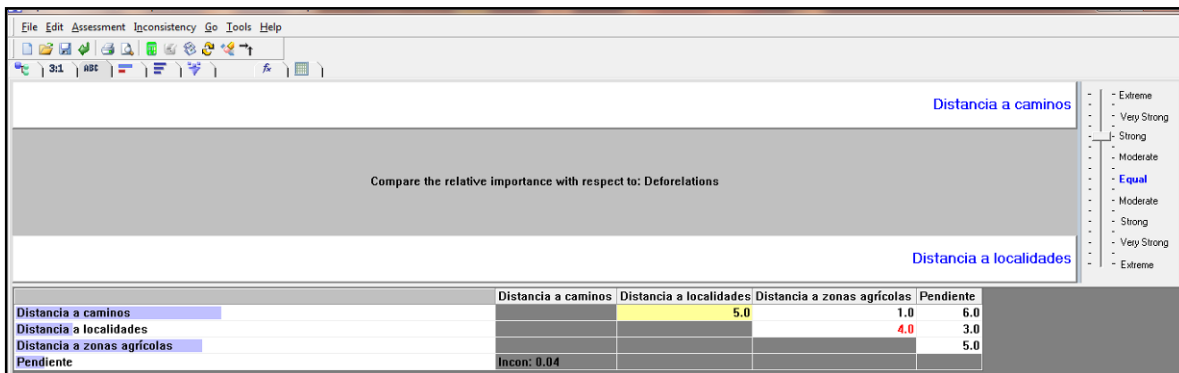 File Edit Assessment Inconsistency Go Tools Help
3:1 ABC fx
Distancia a caminos
Compare the relative importance with respect to: Deforelations
Distancia a localidades
Extreme
Very Strong
Strong
Moderate
Equal
Moderate
Strong
Very Strong
Extreme
Distancia a caminos Distancia a localidades Distancia a zonas agrícolas Pendiente
Distancia a caminos 5.0 1.0 6.0
Distancia a localidades 4.0 3.0
Distancia a zonas agrícolas 5.0
Pendiente Incon: 0.04